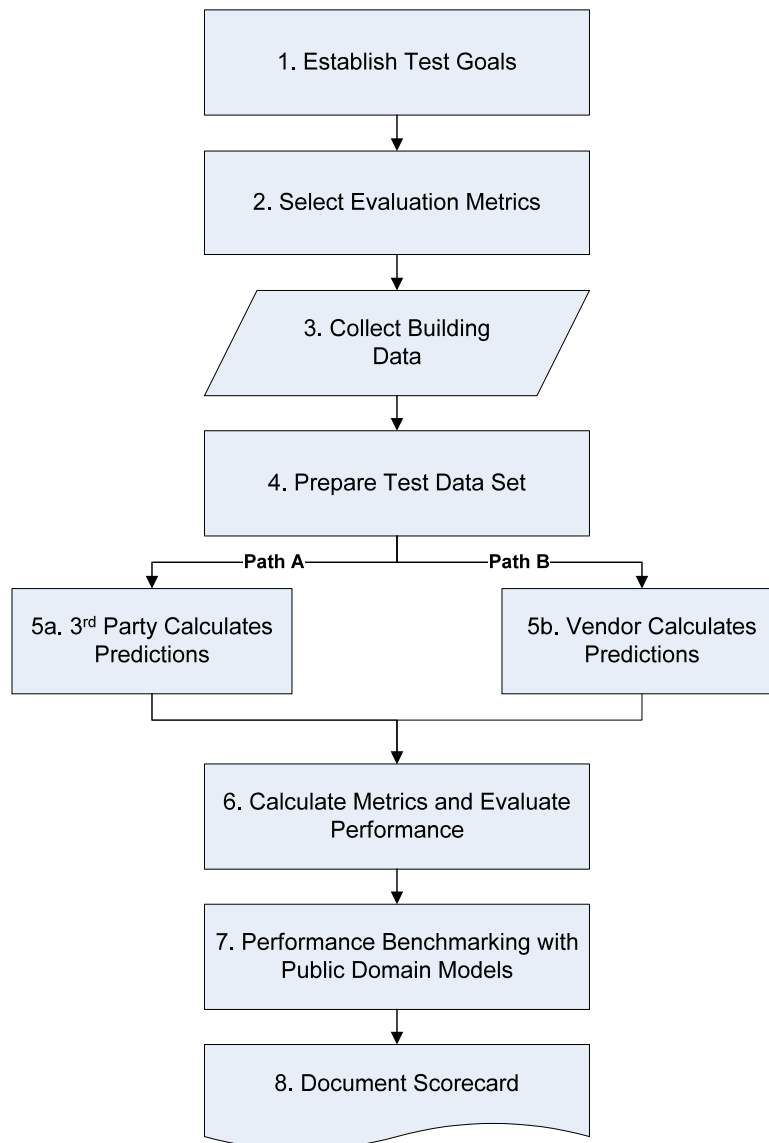 1. Establish Test Goals
2. Select Evaluation Metrics
3. Collect Building
Data
4. Prepare Test Data Set
Path A
Path B
5a. 3rd Party Calculates
Predictions
5b. Vendor Calculates
Predictions
6. Calculate Metrics and Evaluate
Performance
7. Performance Benchmarking with
Public Domain Models
8. Document Scorecard